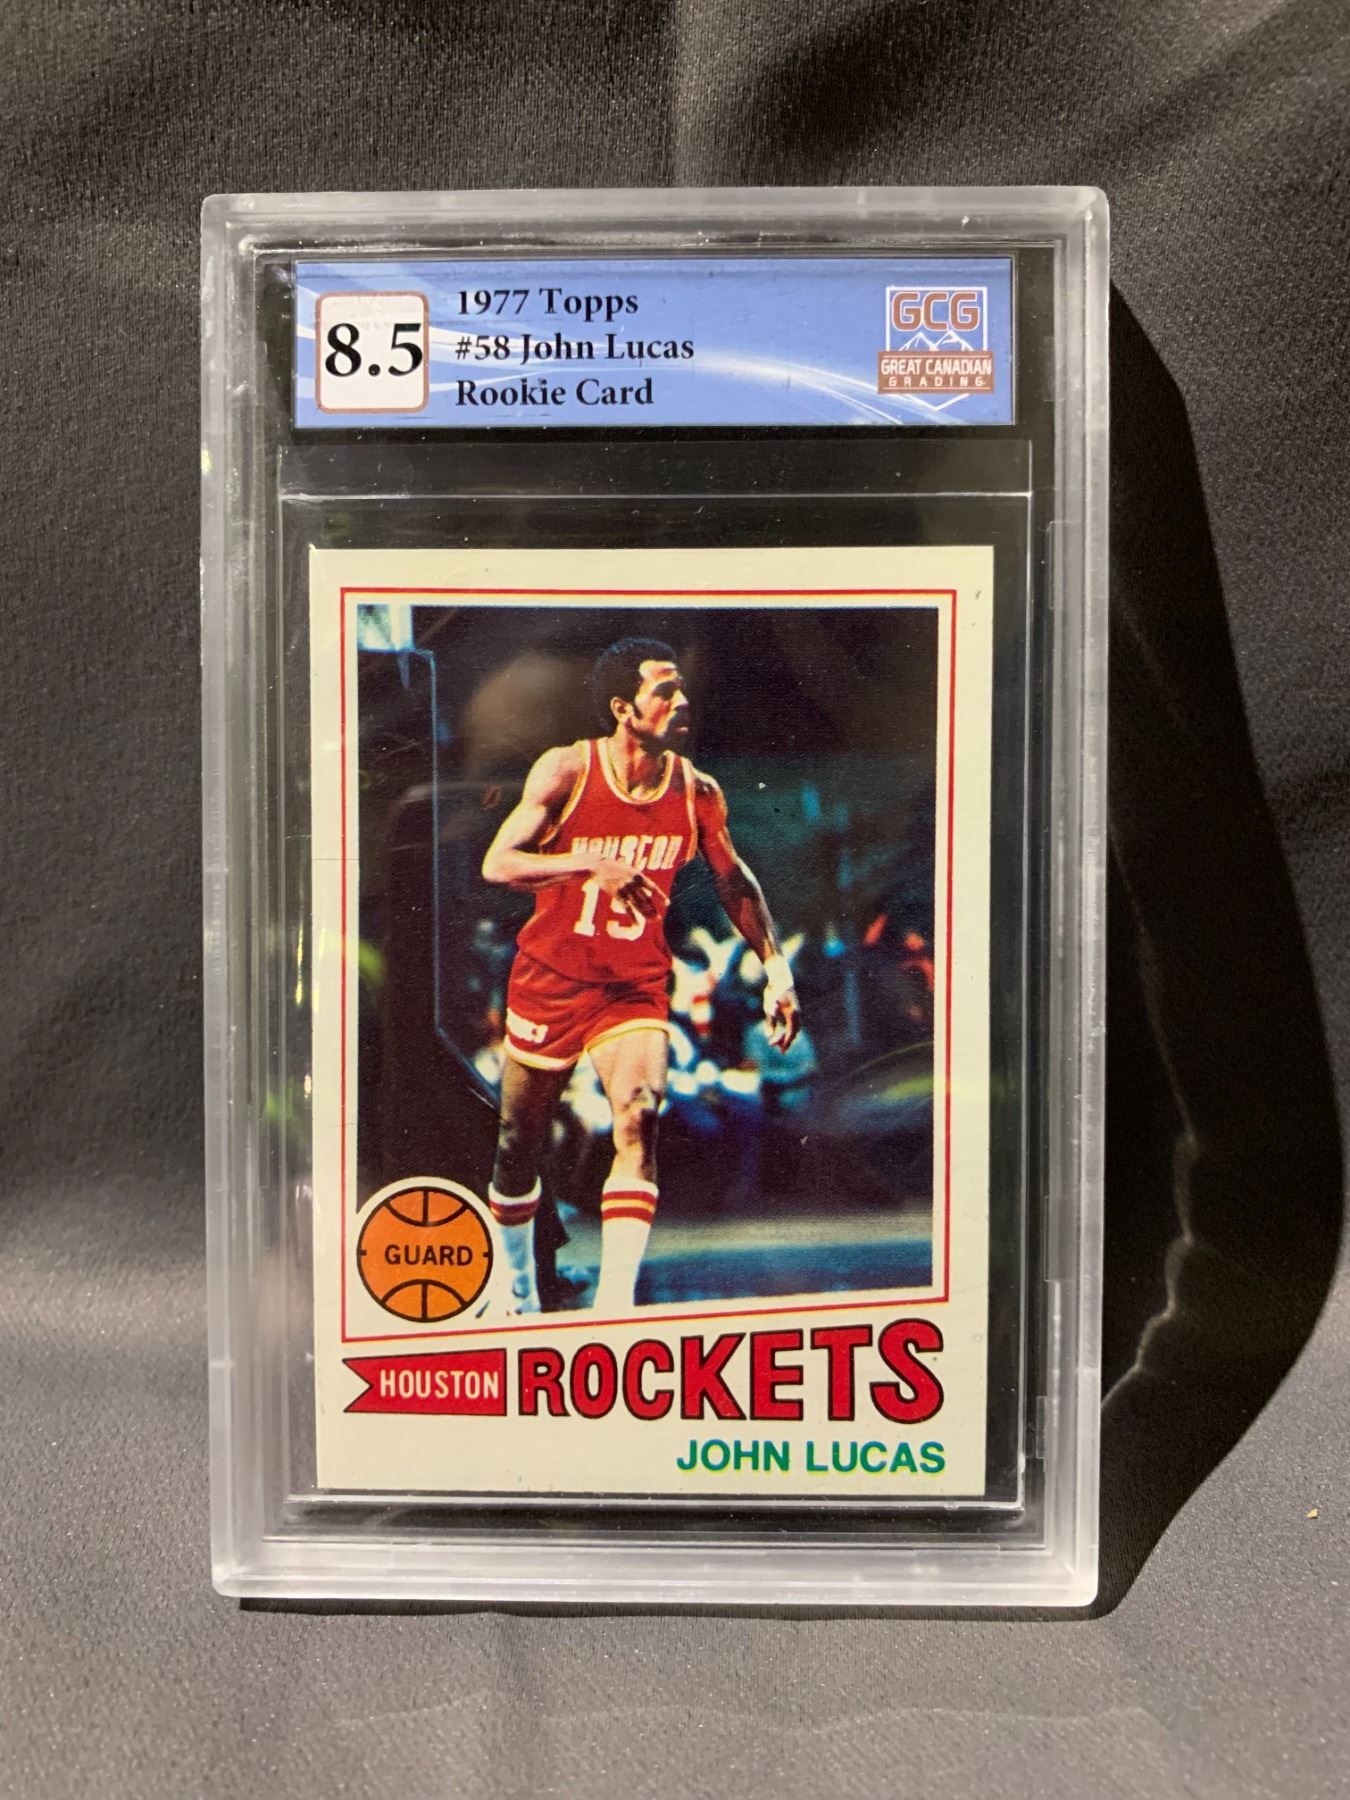 8.5
1977 Topps
#58 John Lucas
Rookie Card
GCG
GREAT CANADIAN
GRADING
HOUSTON
15
GUARD
HOUSTON
ROCKETS
JOHN LUCAS